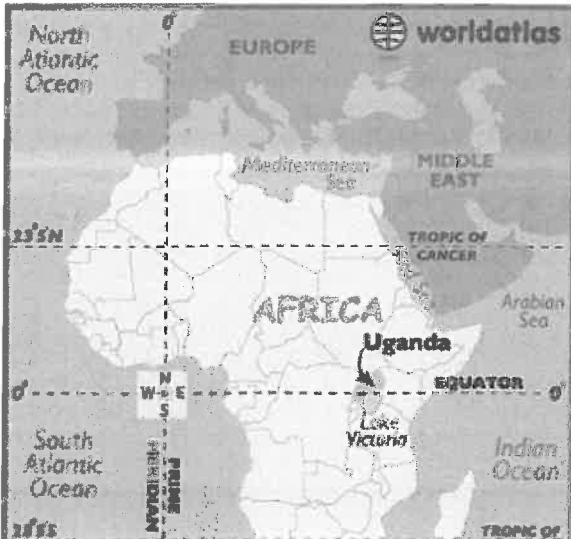 0°
North
Atlantic
Ocean
EUROPE
worldatlas
Mediterranean
Sea
MIDDLE
EAST
23°5N
TROPIC OF
CANCER
Arabian
Sea
AFRICA
Uganda
N
W E
S
0°
EQUATOR
0°
Lake
Victoria
South
Atlantic
Ocean
PRIME
MERIDIAN
Indian
Ocean
TROPIC OF